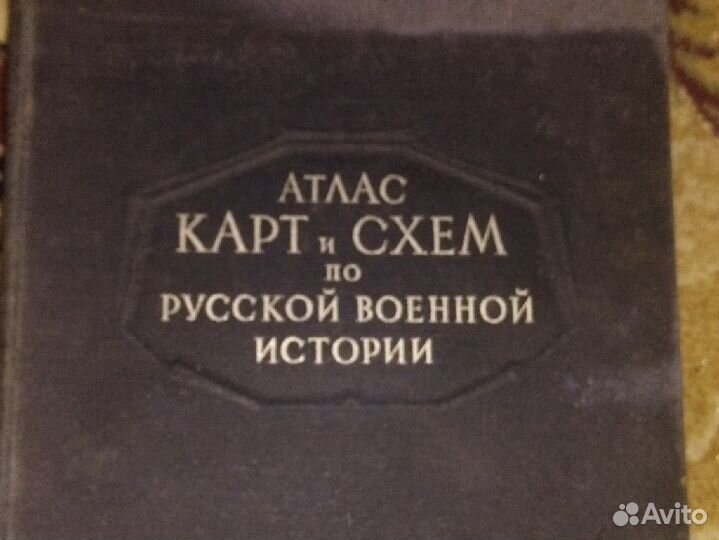 АТЛАС
КАРТ и СХЕМ
ПО
РУССКОЙ ВОЕННОЙ
ИСТОРИИ
Avito